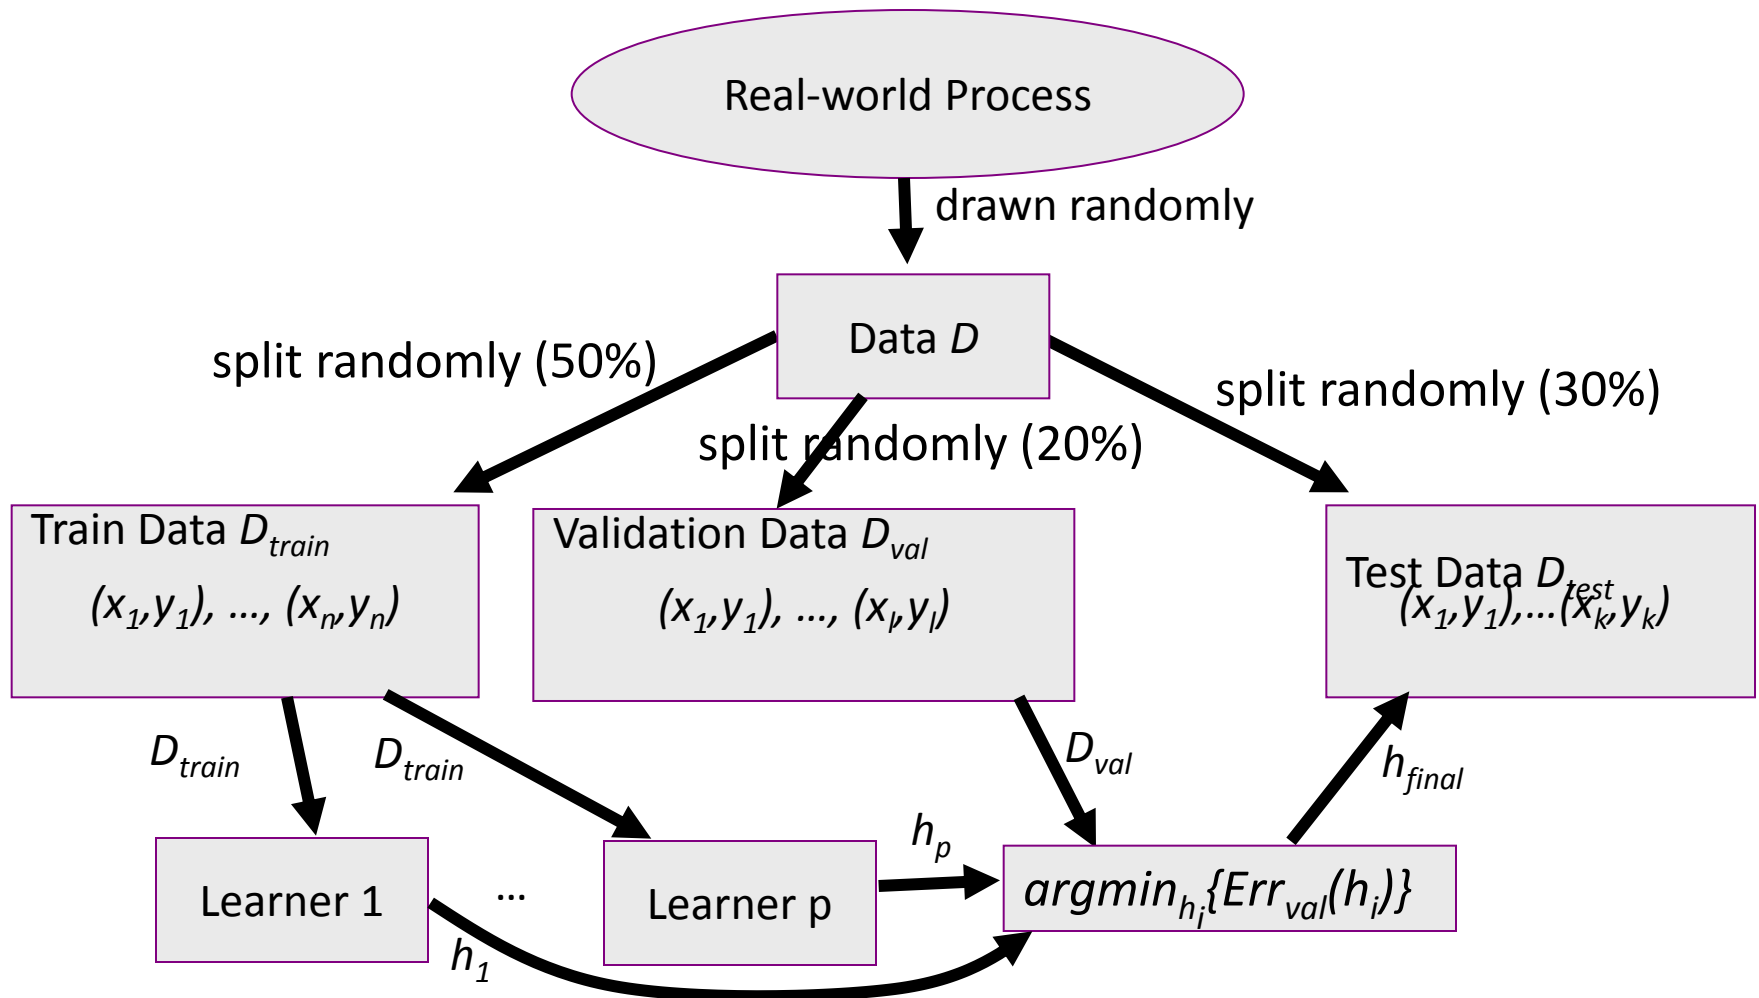 Real-world Process
drawn randomly
Data D
split randomly (50%)
split randomly (20%)
split randomly (30%)
Train Data D_train
(x_1,y_1), ..., (x_n,y_n)
Validation Data D_val
(x_1,y_1), ..., (x_l,y_l)
Test Data D_test
(x_1,y_1),...(x_k,y_k)
D_train
D_train
D_val
h_final
Learner 1
...
Learner p
h_p
argmin_{h_i}{Err_val(h_i)}
h_1